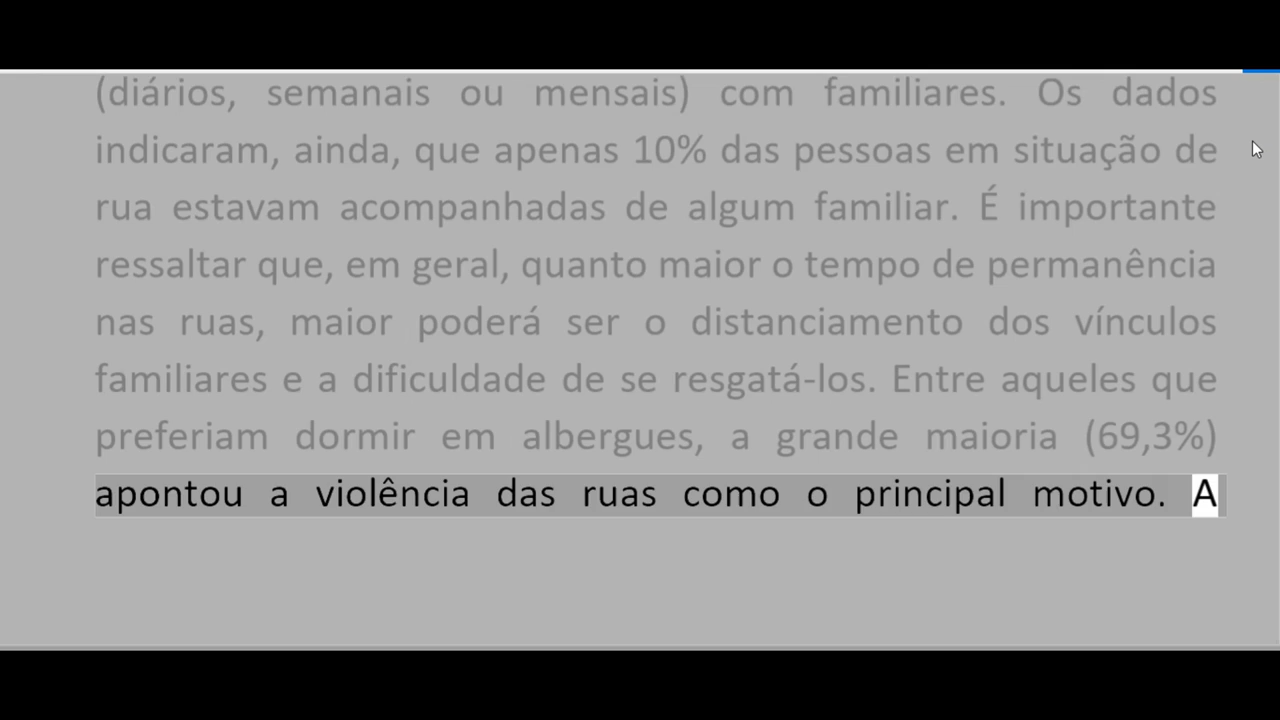 (diários, semanais ou mensais) com familiares. Os dados
indicaram, ainda, que apenas 10% das pessoas em situação de
rua estavam acompanhadas de algum familiar. É importante
ressaltar que, em geral, quanto maior o tempo de permanência
nas ruas, maior poderá ser o distanciamento dos vínculos
familiares e a dificuldade de se resgatá-los. Entre aqueles que
preferiam dormir em albergues, a grande maioria (69,3%)
apontou a violência das ruas como o principal motivo. A